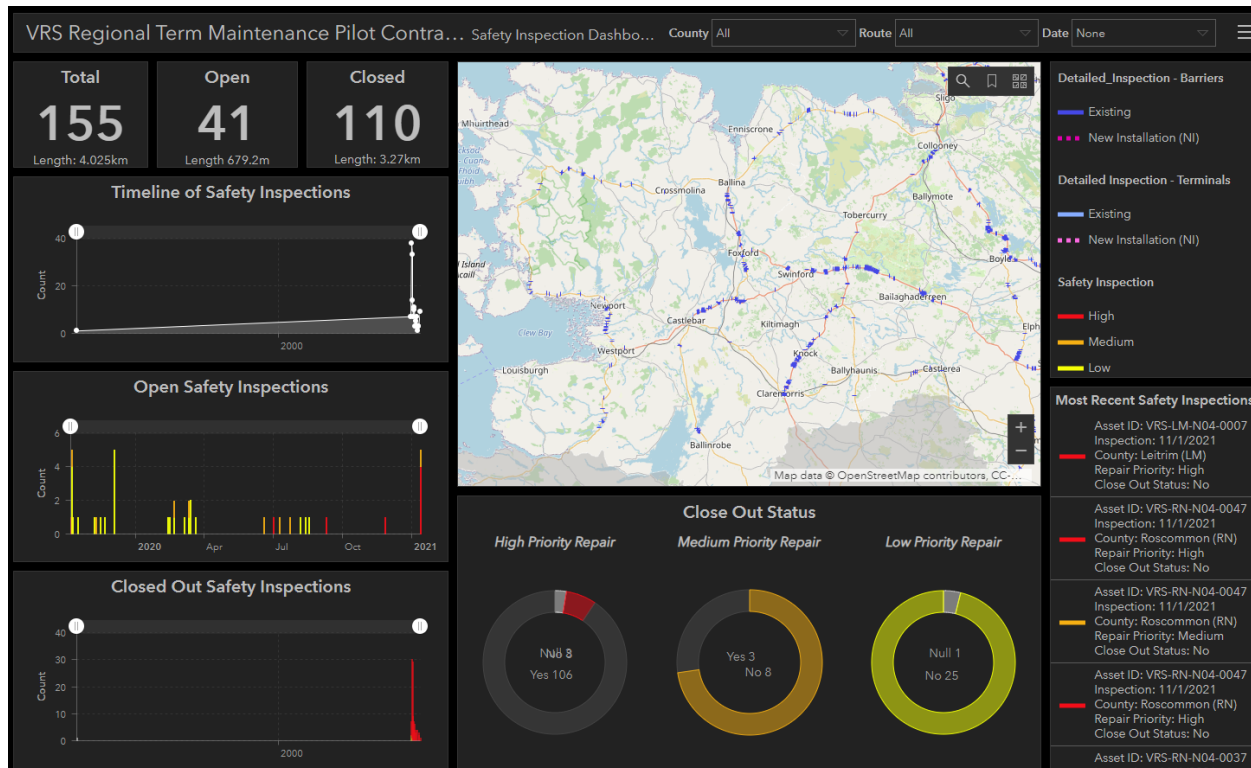 VRS Regional Term Maintenance Pilot Contra... Safety Inspection Dashbo... County All Route All Date None
Total
155
Length: 4.025km
Open
41
Length 679.2m
Closed
110
Length: 3.27km
Timeline of Safety Inspections
40
20
0
Count
2000
Open Safety Inspections
6
4
2
0
Count
2020 Apr Jul Oct 2021
Closed Out Safety Inspections
40
30
20
10
0
Count
2000
Sligo
Mhuirthead
Enniscrone
Collooney
Crossmolina
Ballina
Ballymote
Tobercurry
Foxford
Boyle
Swinford
Island
Bailaghaderreen
Newport
Castlebar
Clew Bay
Kiltimagh
Elph
Westport
Knock
Louisburgh
Ballyhaunis
Castlerea
Claremorris
Ballinrobe
+
−
Map data © OpenStreetMap contributors, CC-...
Close Out Status
High Priority Repair
Yes 106
Medium Priority Repair
Yes 3
No 8
Low Priority Repair
Null 1
No 25
Detailed_Inspection - Barriers
Existing
New Installation (NI)
Detailed Inspection - Terminals
Existing
New Installation (NI)
Safety Inspection
High
Medium
Low
Most Recent Safety Inspections
Asset ID: VRS-LM-N04-0007
Inspection: 11/1/2021
County: Leitrim (LM)
Repair Priority: High
Close Out Status: No
Asset ID: VRS-RN-N04-0047
Inspection: 11/1/2021
County: Roscommon (RN)
Repair Priority: High
Close Out Status: No
Asset ID: VRS-RN-N04-0047
Inspection: 11/1/2021
County: Roscommon (RN)
Repair Priority: Medium
Close Out Status: No
Asset ID: VRS-RN-N04-0047
Inspection: 11/1/2021
County: Roscommon (RN)
Repair Priority: High
Close Out Status: No
Asset ID: VRS-RN-N04-0037